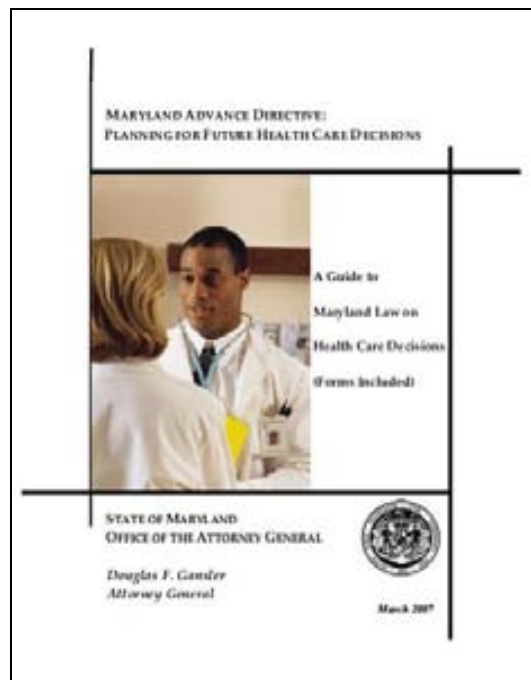 MARYLAND ADVANCE DIRECTIVE:
PLANNING FOR FUTURE HEALTH CARE DECISIONS
A Guide to
Maryland Law on
Health Care Decisions
(Forms Included)
STATE OF MARYLAND
OFFICE OF THE ATTORNEY GENERAL
Douglas F. Gansler
Attorney General
March 2007